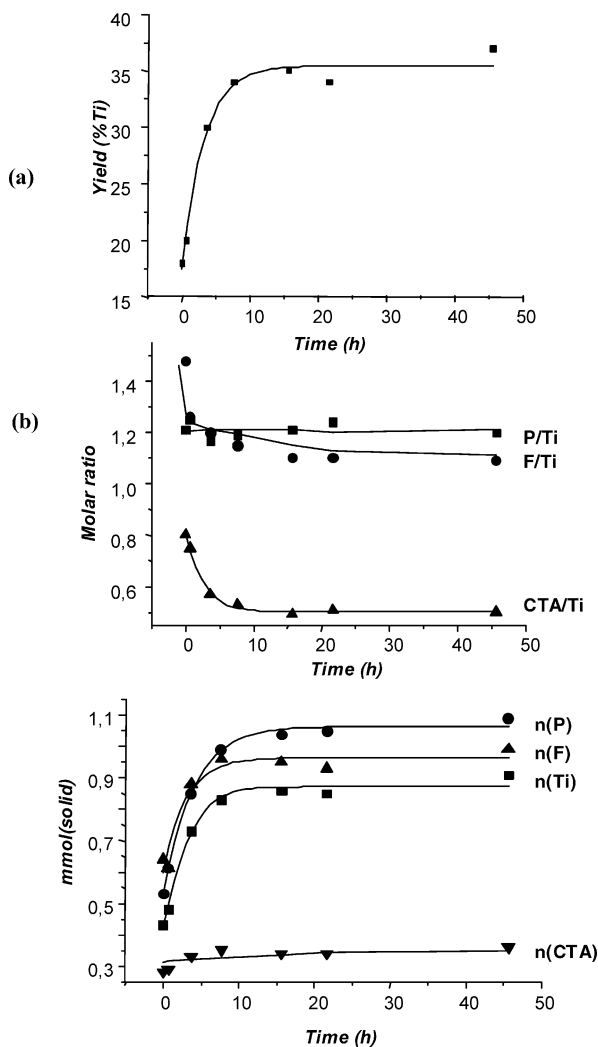 40
35
30
25
20
15
Yield (%Ti)
(a)
0 10 20 30 40 50
Time (h)
1,4
1,2
1,0
0,8
0,6
Molar ratio
(b)
P/Ti
F/Ti
CTA/Ti
0 10 20 30 40 50
Time (h)
1,1
0,9
0,7
0,5
0,3
mmol(solid)
n(P)
n(F)
n(Ti)
n(CTA)
0 10 20 30 40 50
Time (h)